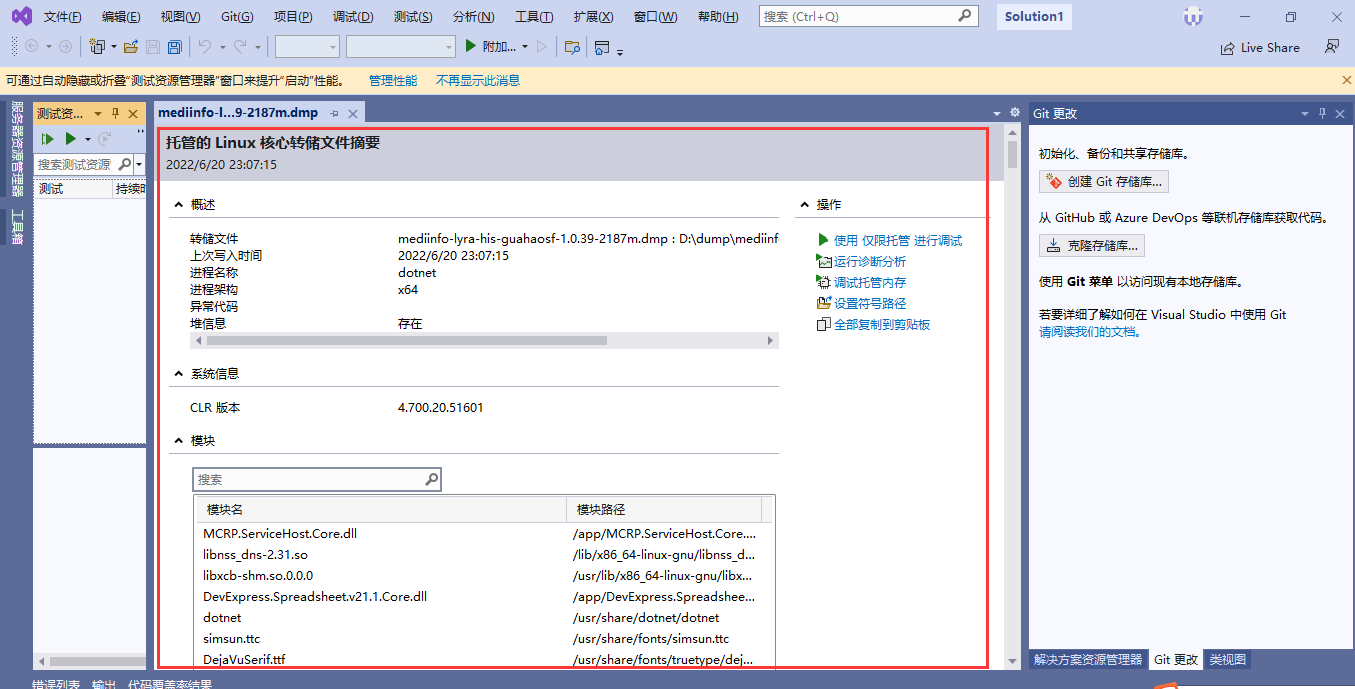 文件(F) 编辑(E) 视图(V) Git(G) 项目(P) 调试(D) 测试(S) 分析(N) 工具(T) 扩展(X) 窗口(W) 帮助(H) 搜索 (Ctrl+Q) Solution1
附加... Live Share
可通过自动隐藏或折叠“测试资源管理器”窗口来提升“启动”性能。 管理性能 不再显示此消息
服务器资源管理器
工具箱
测试资...
搜索测试资源
测试 持续时
mediinfo-l...9-2187m.dmp
托管的 Linux 核心转储文件摘要
2022/6/20 23:07:15
概述
转储文件 mediinfo-lyra-his-guahaosf-1.0.39-2187m.dmp : D:\dump\mediinf
上次写入时间 2022/6/20 23:07:15
进程名称 dotnet
进程架构 x64
异常代码
堆信息 存在
系统信息
CLR 版本 4.700.20.51601
模块
搜索
模块名 模块路径
MCRP.ServiceHost.Core.dll /app/MCRP.ServiceHost.Core....
libnss_dns-2.31.so /lib/x86_64-linux-gnu/libnss_d...
libxcb-shm.so.0.0.0 /usr/lib/x86_64-linux-gnu/libx...
DevExpress.Spreadsheet.v21.1.Core.dll /app/DevExpress.Spreadshee...
dotnet /usr/share/dotnet/dotnet
simsun.ttc /usr/share/fonts/simsun.ttc
DejaVuSerif.ttf /usr/share/fonts/truetype/dej...
操作
使用 仅限托管 进行调试
运行诊断分析
调试托管内存
设置符号路径
全部复制到剪贴板
Git 更改
初始化、备份和共享存储库。
创建 Git 存储库...
从 GitHub 或 Azure DevOps 等联机存储库获取代码。
克隆存储库...
使用 Git 菜单 以访问现有本地存储库。
若要详细了解如何在 Visual Studio 中使用 Git
请阅读我们的文档。
解决方案资源管理器 Git 更改 类视图
错误列表 输出 代码覆盖率结果